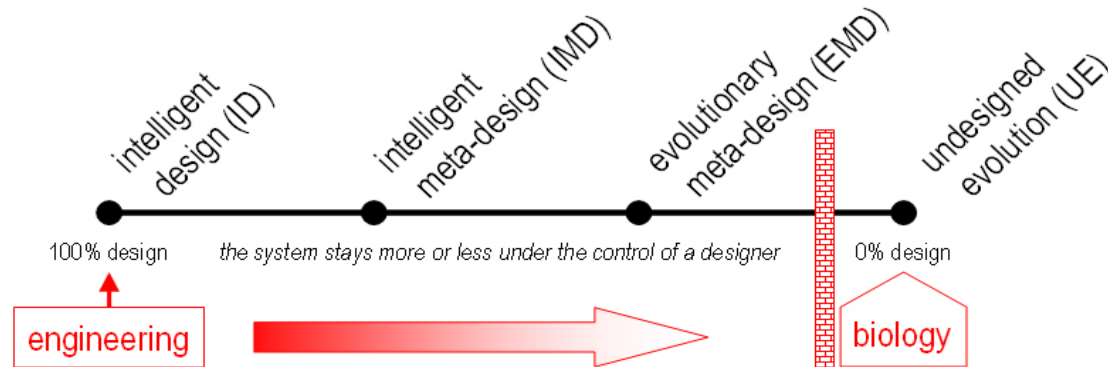 intelligent
design (ID)
intelligent
meta-design (IMD)
evolutionary
meta-design (EMD)
undesigned
evolution (UE)
100% design
the system stays more or less under the control of a designer
0% design
engineering
biology